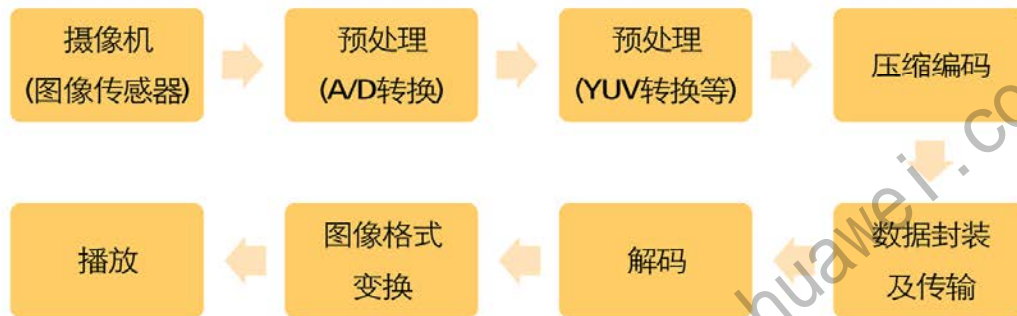 摄像机
(图像传感器)
预处理
(A/D转换)
预处理
(YUV转换等)
压缩编码
数据封装
及传输
解码
图像格式
变换
播放
huawei.co